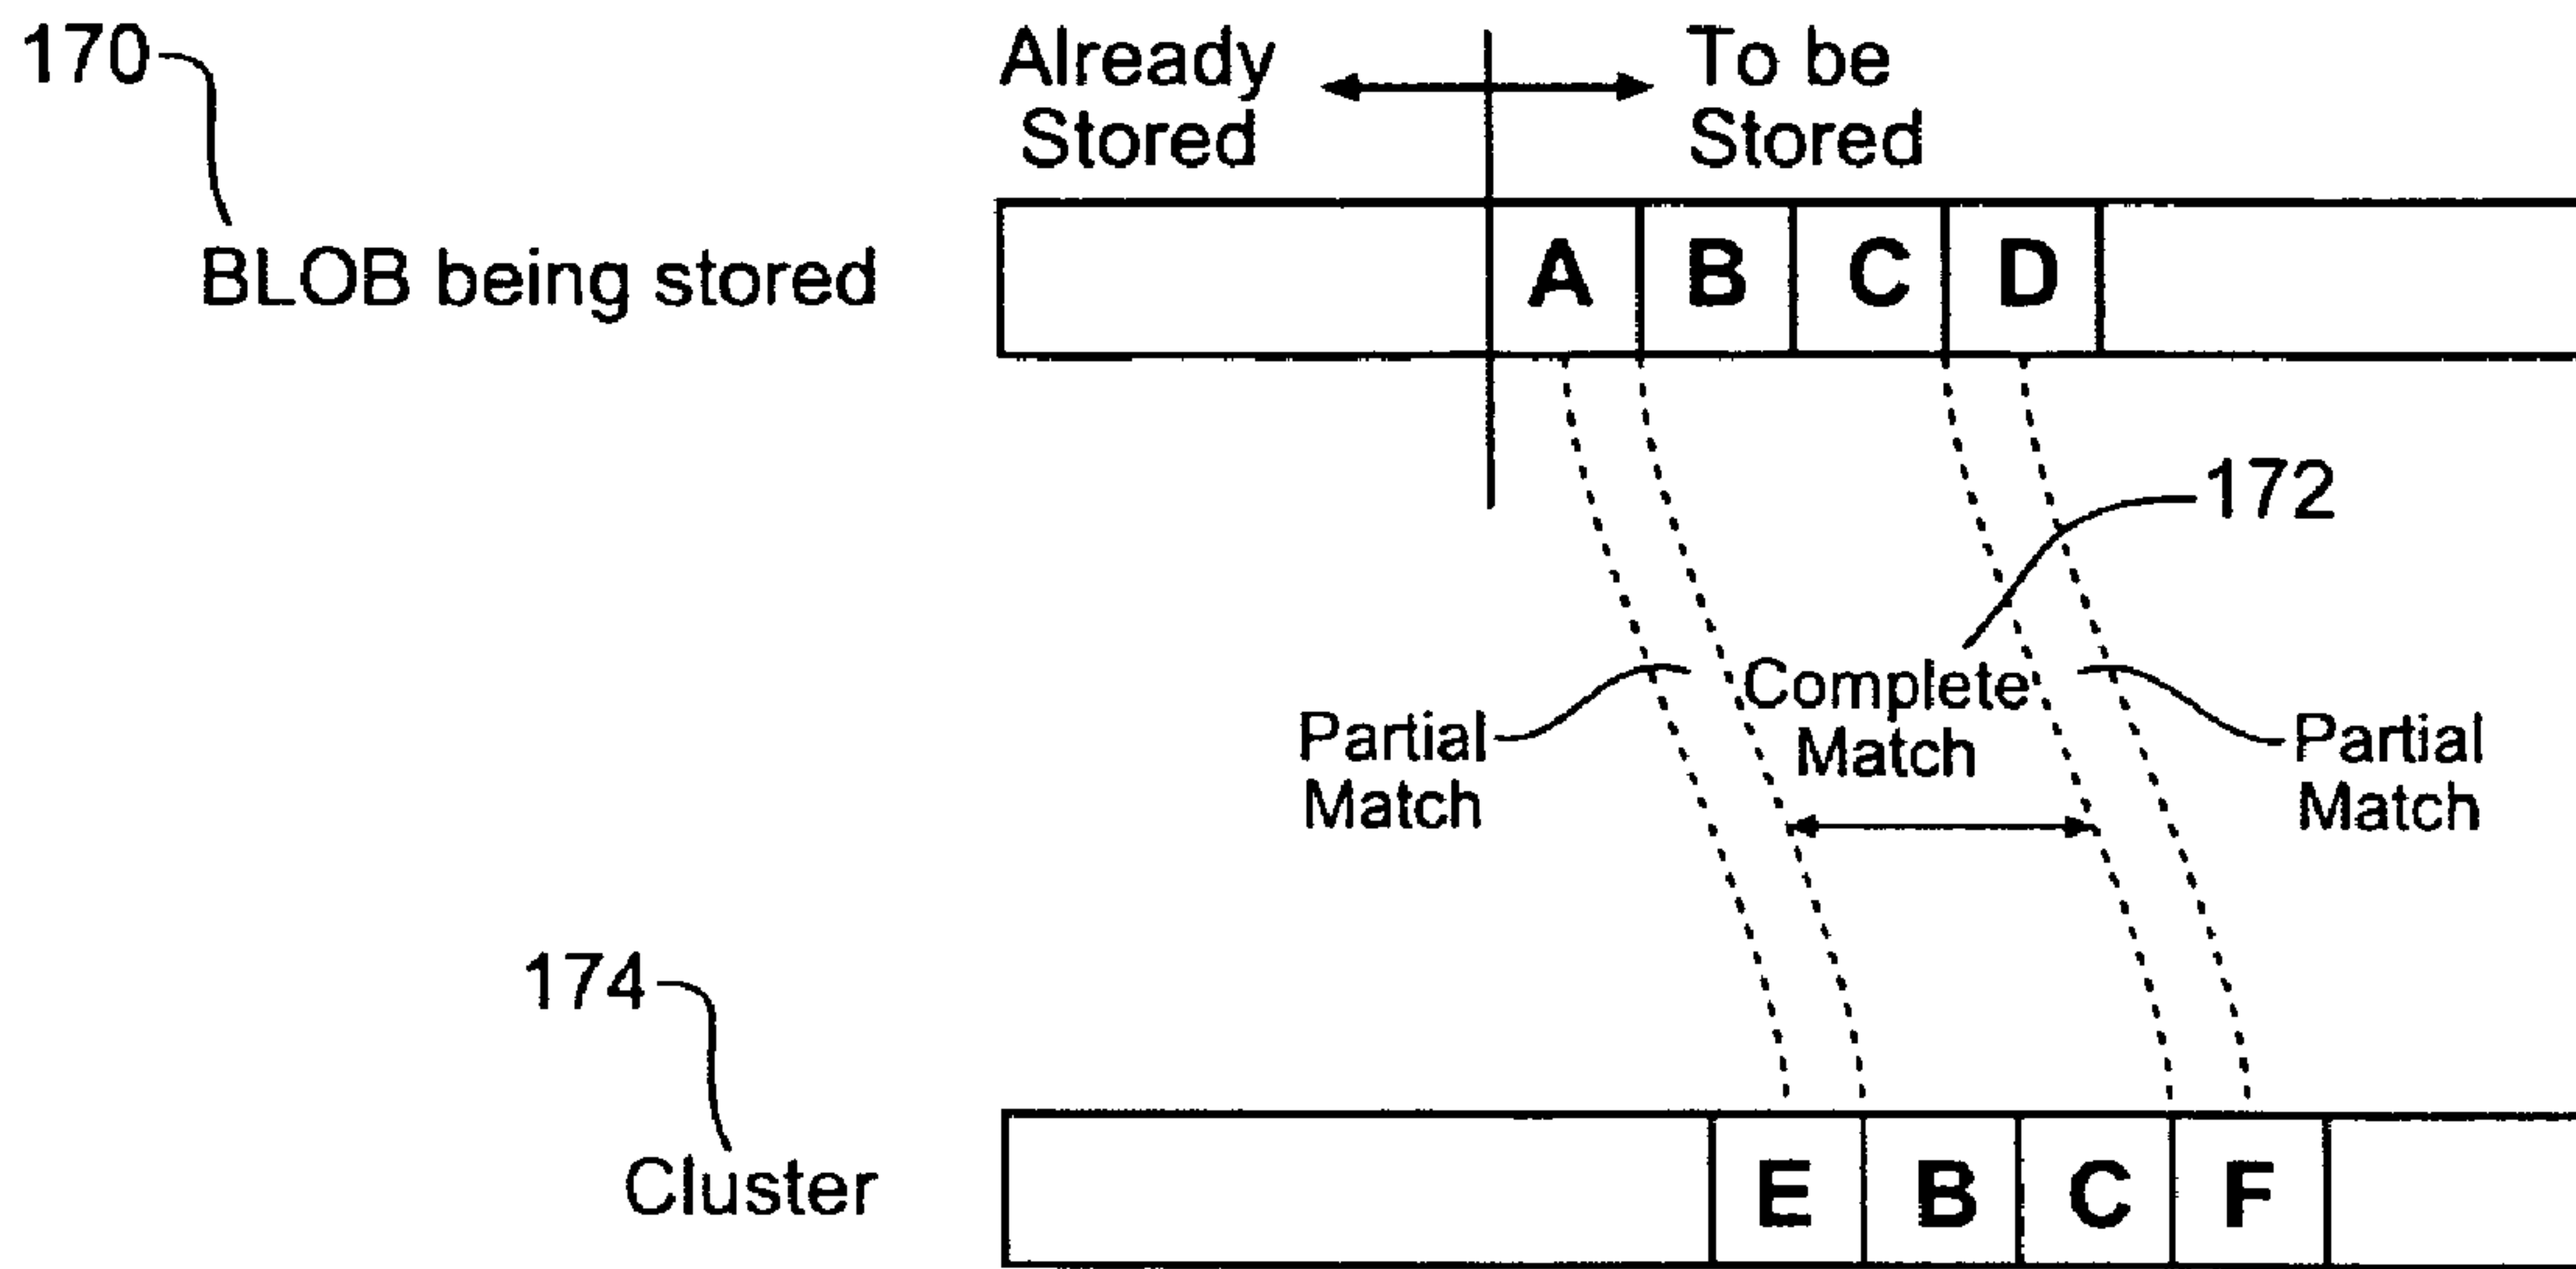 170
Already
Stored
To be
Stored
BLOB being stored
A B C D
172
Complete
Match
Partial
Match
Partial
Match
174
Cluster
E B C F